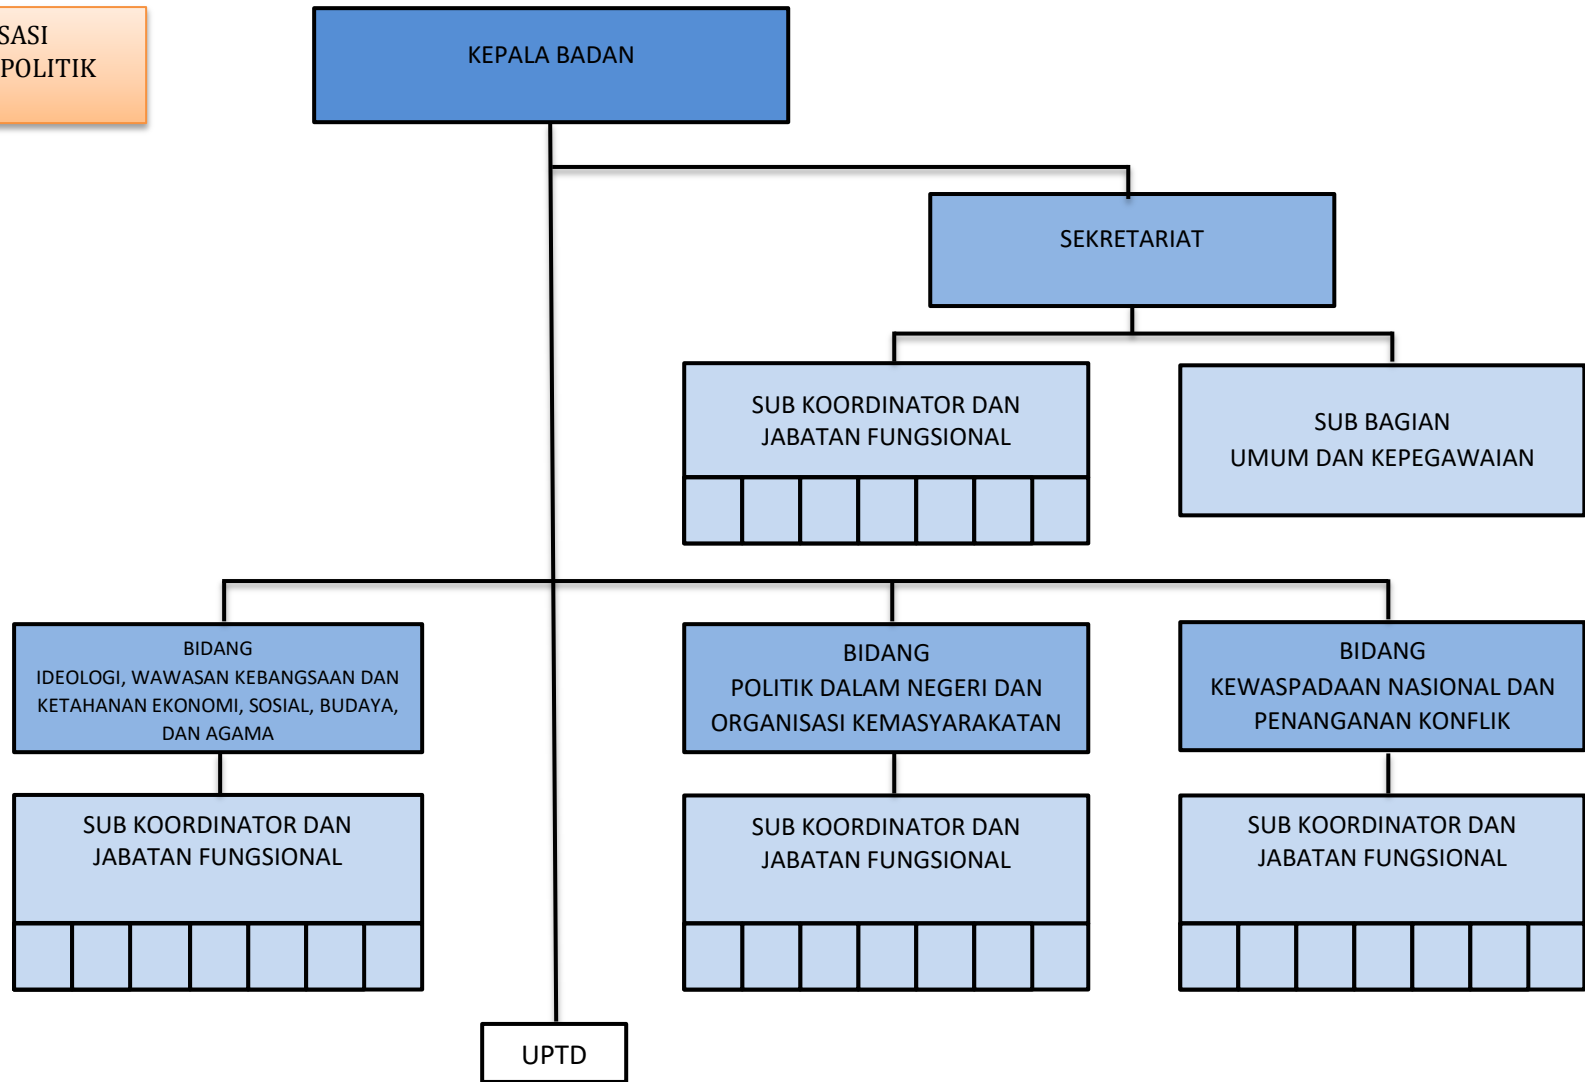 SASI
POLITIK
KEPALA BADAN
SEKRETARIAT
SUB KOORDINATOR DAN
JABATAN FUNGSIONAL
SUB BAGIAN
UMUM DAN KEPEGAWAIAN
BIDANG
IDEOLOGI, WAWASAN KEBANGSAAN DAN
KETAHANAN EKONOMI, SOSIAL, BUDAYA,
DAN AGAMA
BIDANG
POLITIK DALAM NEGERI DAN
ORGANISASI KEMASYARAKATAN
BIDANG
KEWASPADAAN NASIONAL DAN
PENANGANAN KONFLIK
SUB KOORDINATOR DAN
JABATAN FUNGSIONAL
SUB KOORDINATOR DAN
JABATAN FUNGSIONAL
SUB KOORDINATOR DAN
JABATAN FUNGSIONAL
UPTD